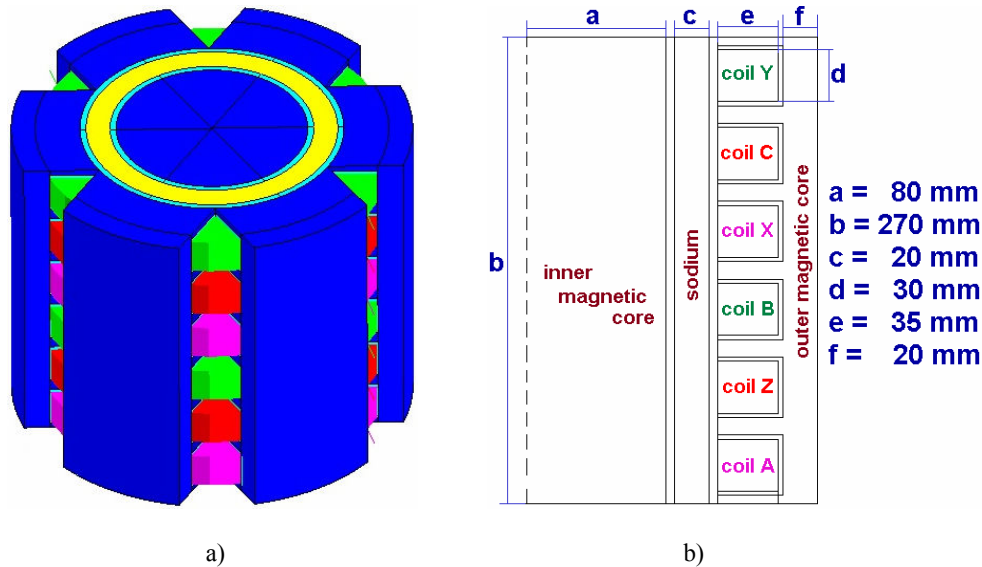 a
c
e
f
coil Y
d
coil C
coil X
b
inner
magnetic
core
sodium
outer magnetic core
coil B
coil Z
coil A
a = 80 mm
b = 270 mm
c = 20 mm
d = 30 mm
e = 35 mm
f = 20 mm
a)
b)